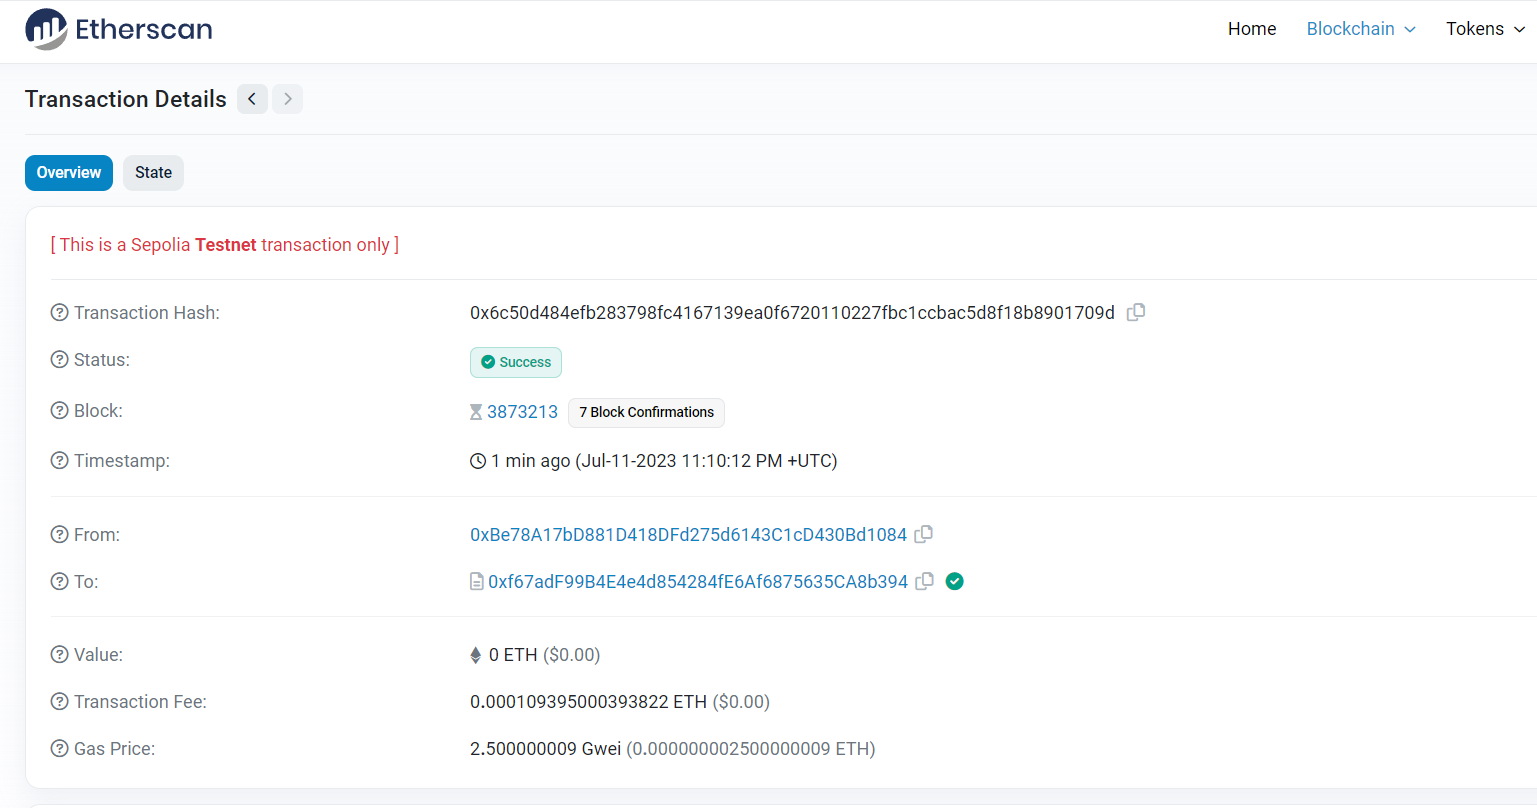 Etherscan
Home Blockchain Tokens
Transaction Details
Overview State
[ This is a Sepolia Testnet transaction only ]
Transaction Hash: 0x6c50d484efb283798fc4167139ea0f6720110227fbc1ccbac5d8f18b8901709d
Status: Success
Block: 3873213 7 Block Confirmations
Timestamp: 1 min ago (Jul-11-2023 11:10:12 PM +UTC)
From: 0xBe78A17bD881D418DFd275d6143C1cD430Bd1084
To: 0xf67adF99B4E4e4d854284fE6Af6875635CA8b394
Value: 0 ETH ($0.00)
Transaction Fee: 0.000109395000393822 ETH ($0.00)
Gas Price: 2.500000009 Gwei (0.000000002500000009 ETH)